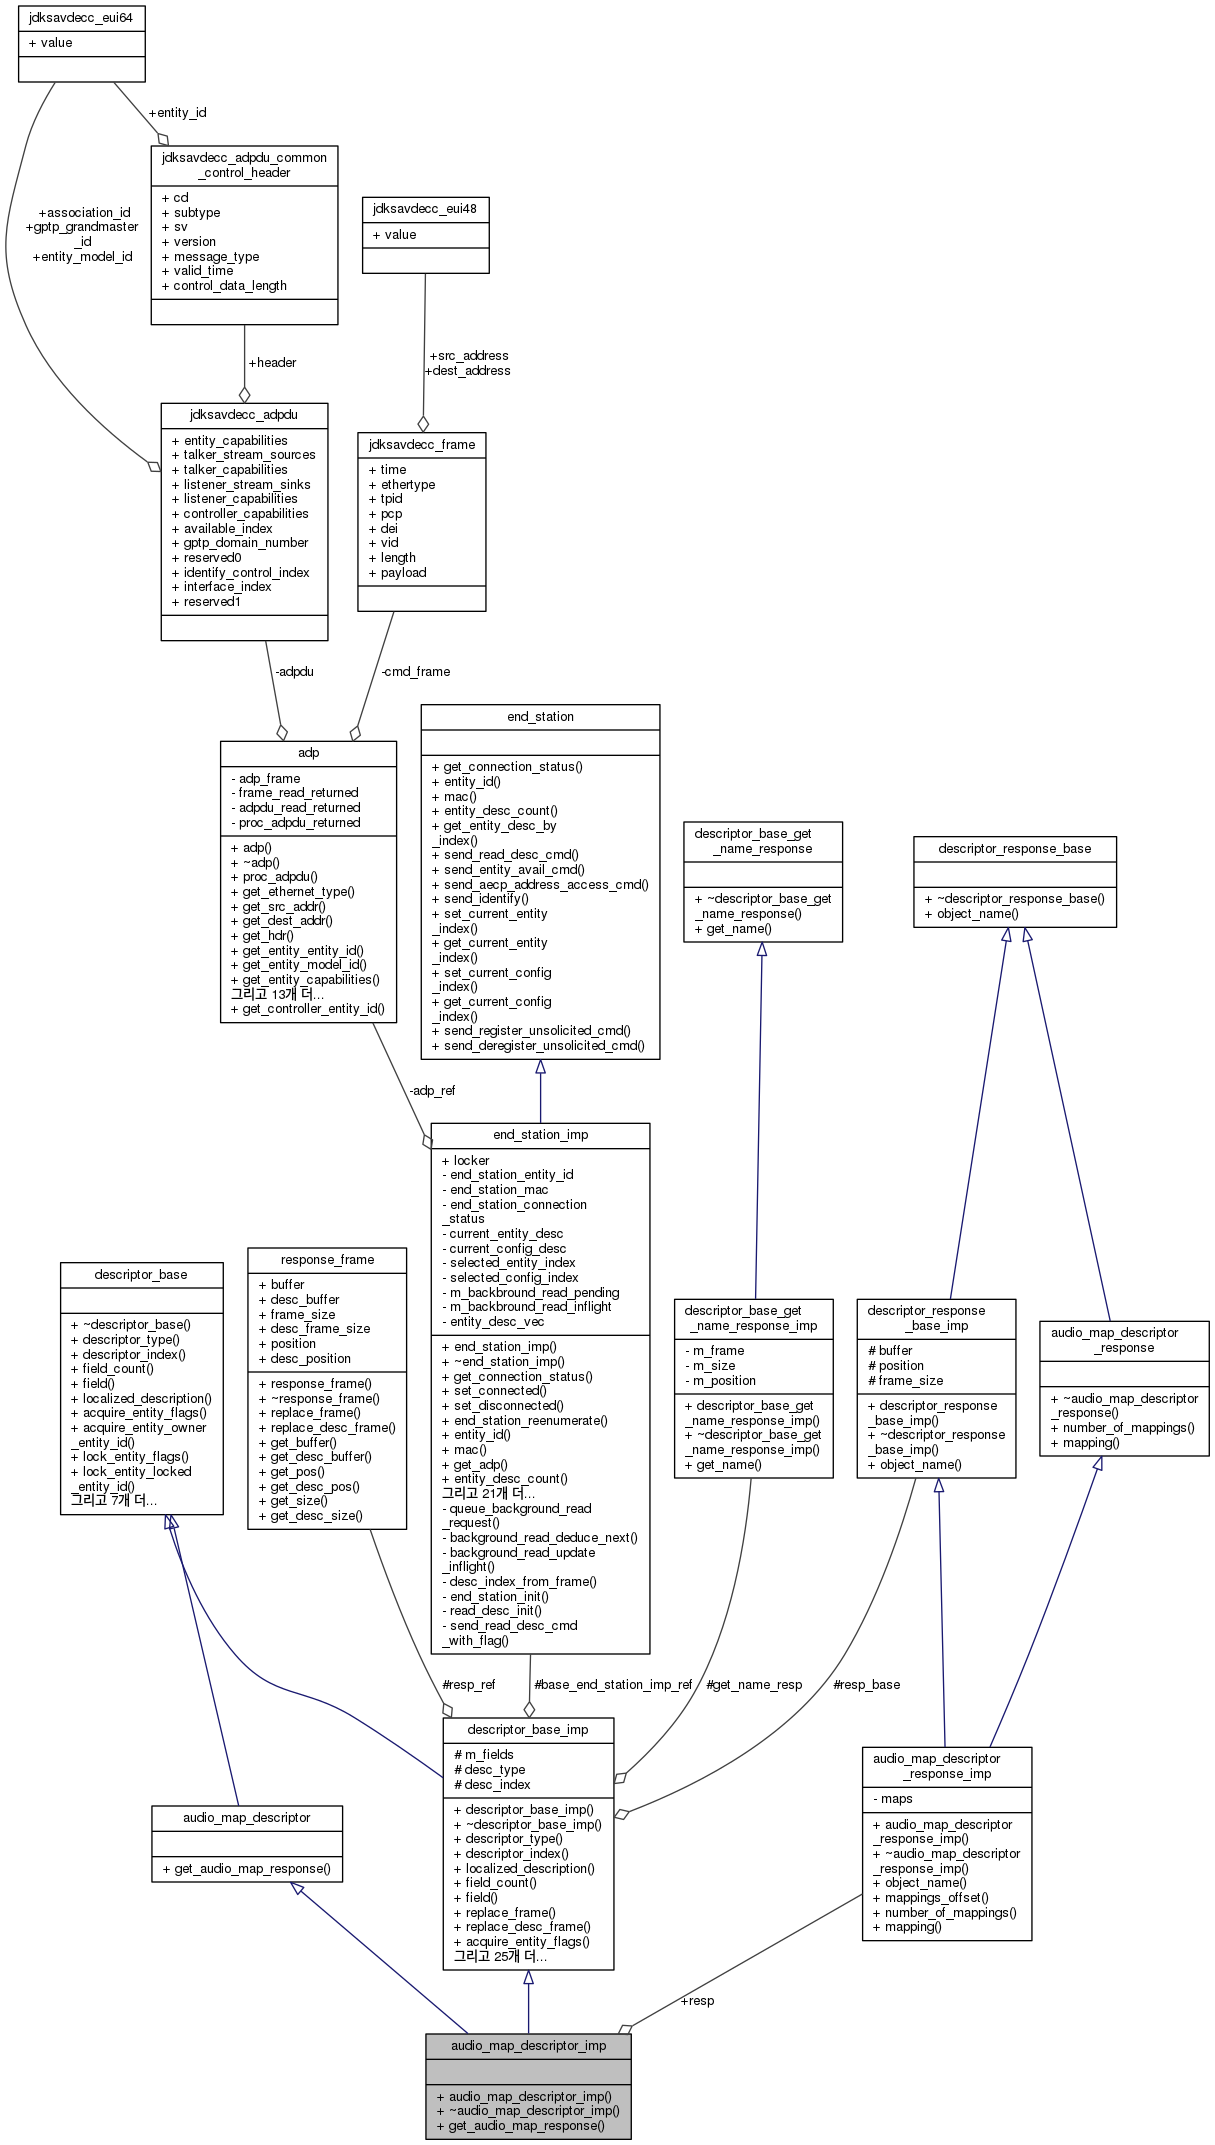 jdksavdecc_eui64
+ value
+entity_id
jdksavdecc_adpdu_common
_control_header
+ cd
+ subtype
+ sv
+ version
+ message_type
+ valid_time
+ control_data_length
jdksavdecc_eui48
+ value
+association_id
+gptp_grandmaster
_id
+entity_model_id
+header
+src_address
+dest_address
jdksavdecc_adpdu
+ entity_capabilities
+ talker_stream_sources
+ talker_capabilities
+ listener_stream_sinks
+ listener_capabilities
+ controller_capabilities
+ available_index
+ gptp_domain_number
+ reserved0
+ identify_control_index
+ interface_index
+ reserved1
jdksavdecc_frame
+ time
+ ethertype
+ tpid
+ pcp
+ dei
+ vid
+ length
+ payload
-adpdu
-cmd_frame
adp
- adp_frame
- frame_read_returned
- adpdu_read_returned
- proc_adpdu_returned
+ adp()
+ ~adp()
+ proc_adpdu()
+ get_ethernet_type()
+ get_src_addr()
+ get_dest_addr()
+ get_hdr()
+ get_entity_entity_id()
+ get_entity_model_id()
+ get_entity_capabilities()
그리고 13개 더...
+ get_controller_entity_id()
end_station
+ get_connection_status()
+ entity_id()
+ mac()
+ entity_desc_count()
+ get_entity_desc_by
_index()
+ send_read_desc_cmd()
+ send_entity_avail_cmd()
+ send_aecp_address_access_cmd()
+ send_identify()
+ set_current_entity
_index()
+ get_current_entity
_index()
+ set_current_config
_index()
+ get_current_config
_index()
+ send_register_unsolicited_cmd()
+ send_deregister_unsolicited_cmd()
descriptor_base_get
_name_response
+ ~descriptor_base_get
_name_response()
+ get_name()
descriptor_response_base
+ ~descriptor_response_base()
+ object_name()
-adp_ref
end_station_imp
+ locker
- end_station_entity_id
- end_station_mac
- end_station_connection
_status
- current_entity_desc
- current_config_desc
- selected_entity_index
- selected_config_index
- m_backbround_read_pending
- m_backbround_read_inflight
- entity_desc_vec
+ end_station_imp()
+ ~end_station_imp()
+ get_connection_status()
+ set_connected()
+ set_disconnected()
+ end_station_reenumerate()
+ entity_id()
+ mac()
+ get_adp()
+ entity_desc_count()
그리고 21개 더...
- queue_background_read
_request()
- background_read_deduce_next()
- background_read_update
_inflight()
- desc_index_from_frame()
- end_station_init()
- read_desc_init()
- send_read_desc_cmd
_with_flag()
descriptor_base
+ ~descriptor_base()
+ descriptor_type()
+ descriptor_index()
+ field_count()
+ field()
+ localized_description()
+ acquire_entity_flags()
+ acquire_entity_owner
_entity_id()
+ lock_entity_flags()
+ lock_entity_locked
_entity_id()
그리고 7개 더...
response_frame
+ buffer
+ desc_buffer
+ frame_size
+ desc_frame_size
+ position
+ desc_position
+ response_frame()
+ ~response_frame()
+ replace_frame()
+ replace_desc_frame()
+ get_buffer()
+ get_desc_buffer()
+ get_pos()
+ get_desc_pos()
+ get_size()
+ get_desc_size()
descriptor_base_get
_name_response_imp
- m_frame
- m_size
- m_position
+ descriptor_base_get
_name_response_imp()
+ ~descriptor_base_get
_name_response_imp()
+ get_name()
descriptor_response
_base_imp
# buffer
# position
# frame_size
+ descriptor_response
_base_imp()
+ ~descriptor_response
_base_imp()
+ object_name()
audio_map_descriptor
_response
+ ~audio_map_descriptor
_response()
+ number_of_mappings()
+ mapping()
#resp_ref
#base_end_station_imp_ref
#get_name_resp
#resp_base
descriptor_base_imp
# m_fields
# desc_type
# desc_index
+ descriptor_base_imp()
+ ~descriptor_base_imp()
+ descriptor_type()
+ descriptor_index()
+ localized_description()
+ field_count()
+ field()
+ replace_frame()
+ replace_desc_frame()
+ acquire_entity_flags()
그리고 25개 더...
audio_map_descriptor
+ get_audio_map_response()
audio_map_descriptor
_response_imp
- maps
+ audio_map_descriptor
_response_imp()
+ ~audio_map_descriptor
_response_imp()
+ object_name()
+ mappings_offset()
+ number_of_mappings()
+ mapping()
+resp
audio_map_descriptor_imp
+ audio_map_descriptor_imp()
+ ~audio_map_descriptor_imp()
+ get_audio_map_response()